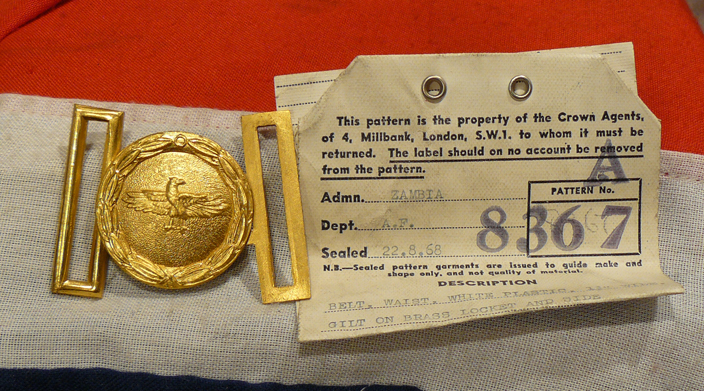 This pattern is the property of the Crown Agents,
of 4, Millbank, London, S.W.1. to whom it must be
returned. The label should on no account be removed
from the pattern.
A
Admn. ZAMBIA
PATTERN No.
Dept. A.F.
8367
Sealed 22.8.68
N.B.—Sealed pattern garments are issued to guide make and
shape only, and not quality of material.
DESCRIPTION
BELT, WAIST, WHITE PLASTIC,
GILT ON BRASS LOCKET AND SIDE